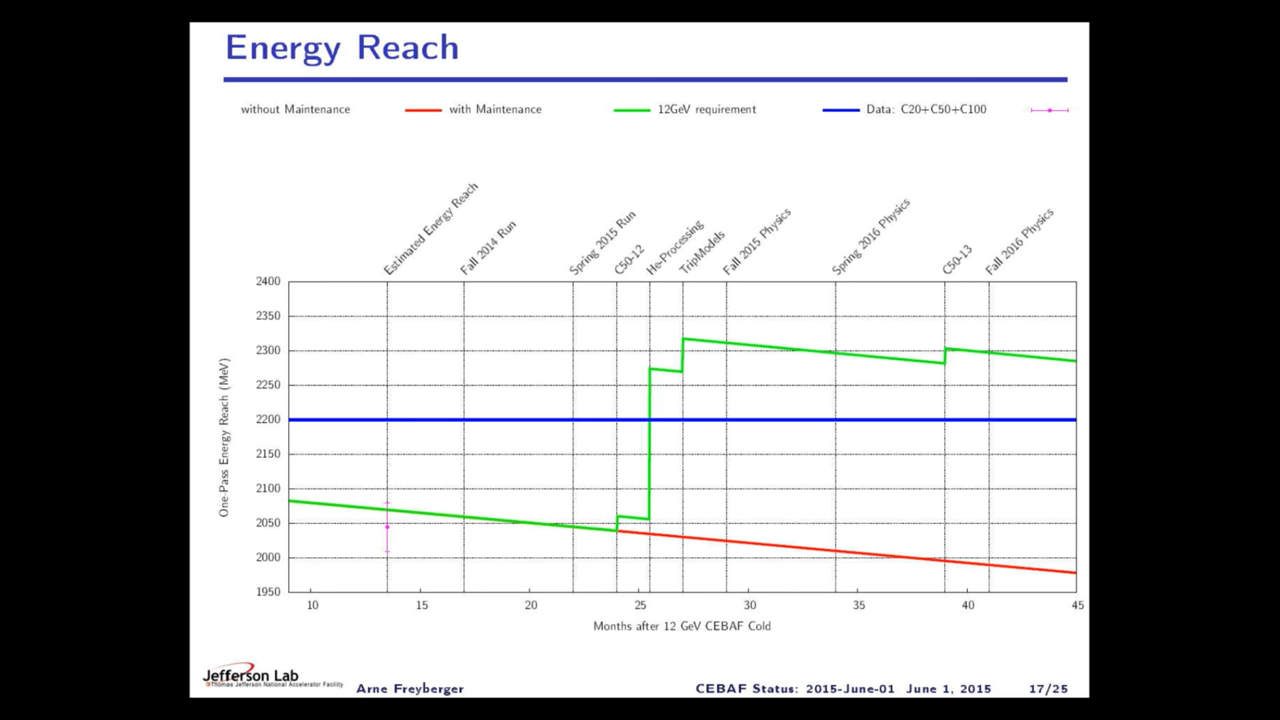 Energy Reach
without Maintenance with Maintenance 12GeV requirement Data: C20+C50+C100
Estimated Energy Reach
Fall 2014 Run
Spring 2015 Run
C50-12
He-Processing
TripModels
Fall 2015 Physics
Spring 2016 Physics
C50-13
Fall 2016 Physics
2400
2350
2300
2250
2200
2150
2100
2050
2000
1950
One-Pass Energy Reach (MeV)
10 15 20 25 30 35 40 45
Months after 12 GeV CEBAF Cold
Jefferson Lab
Thomas Jefferson National Accelerator Facility
Arne Freyberger CEBAF Status: 2015-June-01 June 1, 2015 17/25